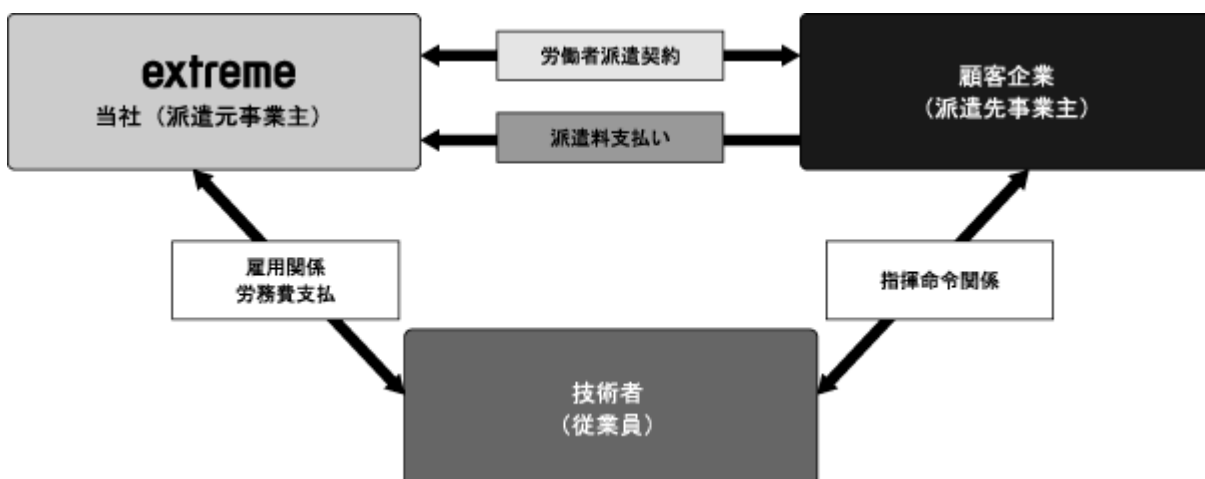 extreme
当社（派遣元事業主）
労働者派遣契約
派遣料支払い
顧客企業
（派遣先事業主）
雇用関係
労務費支払
指揮命令関係
技術者
（従業員）